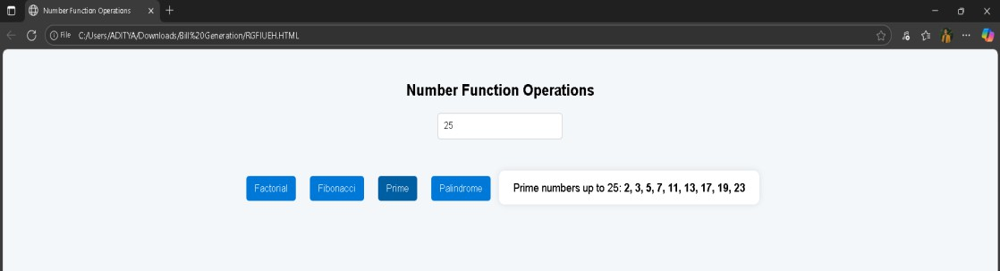 Number Function Operations
File C:/Users/ADITYA/Downloads/Bill%20Generation/RGFIUEH.HTML
Number Function Operations
25
Factorial Fibonacci Prime Palindrome Prime numbers up to 25: 2, 3, 5, 7, 11, 13, 17, 19, 23